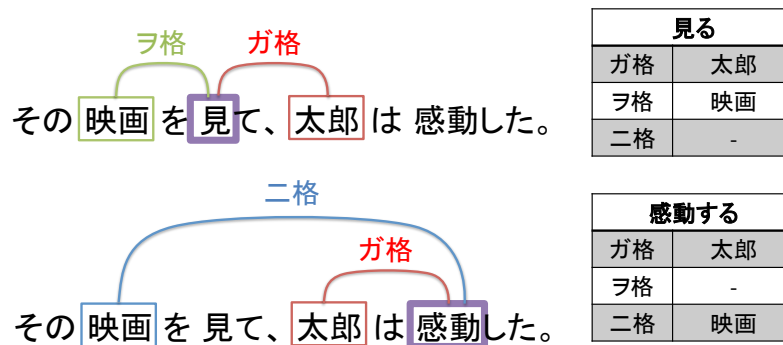 ヲ格 ガ格
その 映画 を 見て、 太郎 は 感動した。
見る
ガ格 太郎
ヲ格 映画
ニ格 -
ニ格
ガ格
その 映画 を 見て、 太郎 は 感動した。
感動する
ガ格 太郎
ヲ格 -
ニ格 映画